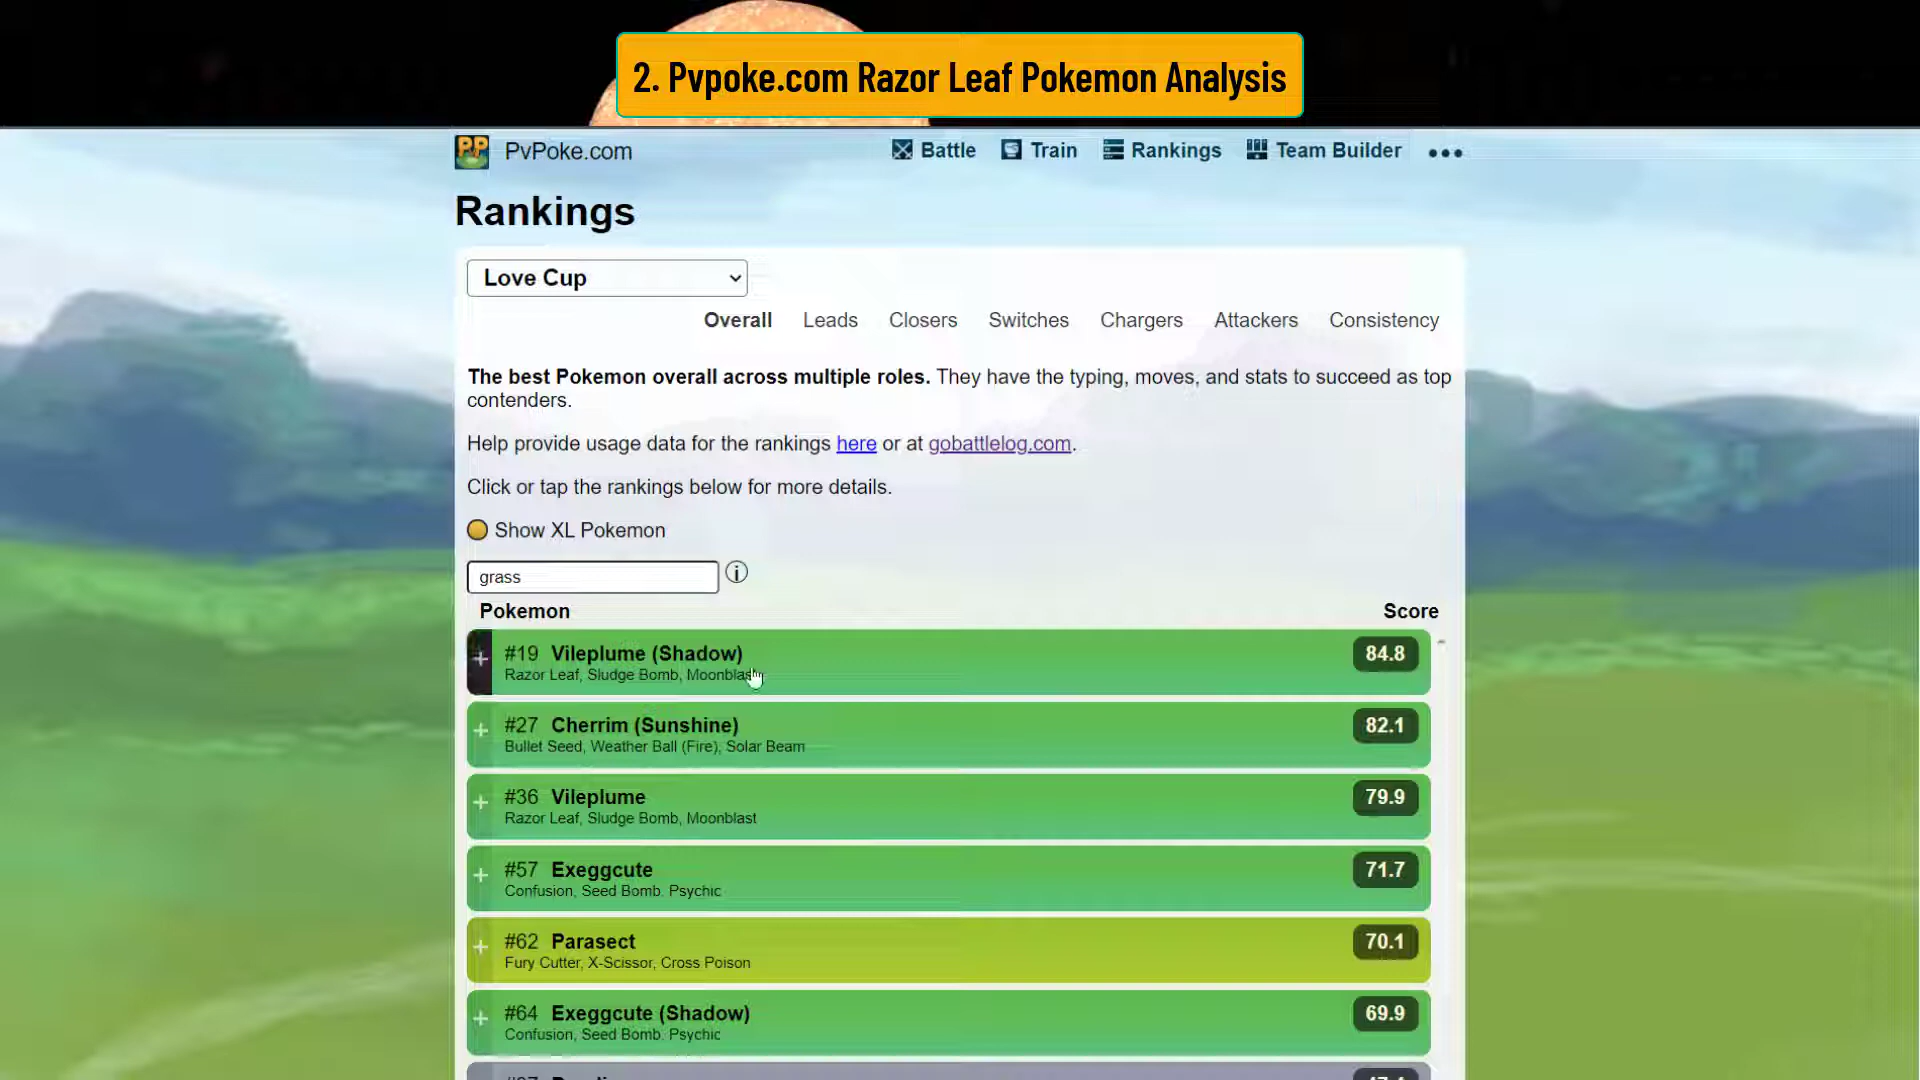 2. Pvpoke.com Razor Leaf Pokemon Analysis
PP PvPoke.com
Battle Train Rankings Team Builder
Rankings
Love Cup
Overall Leads Closers Switches Chargers Attackers Consistency
The best Pokemon overall across multiple roles. They have the typing, moves, and stats to succeed as top
contenders.
Help provide usage data for the rankings here or at gobattlelog.com.
Click or tap the rankings below for more details.
Show XL Pokemon
grass i
Pokemon Score
+ #19 Vileplume (Shadow) 84.8
Razor Leaf, Sludge Bomb, Moonblast
+ #27 Cherrim (Sunshine) 82.1
Bullet Seed, Weather Ball (Fire), Solar Beam
+ #36 Vileplume 79.9
Razor Leaf, Sludge Bomb, Moonblast
+ #57 Exeggcute 71.7
Confusion, Seed Bomb. Psychic
+ #62 Parasect 70.1
Fury Cutter, X-Scissor, Cross Poison
+ #64 Exeggcute (Shadow) 69.9
Confusion, Seed Bomb. Psychic